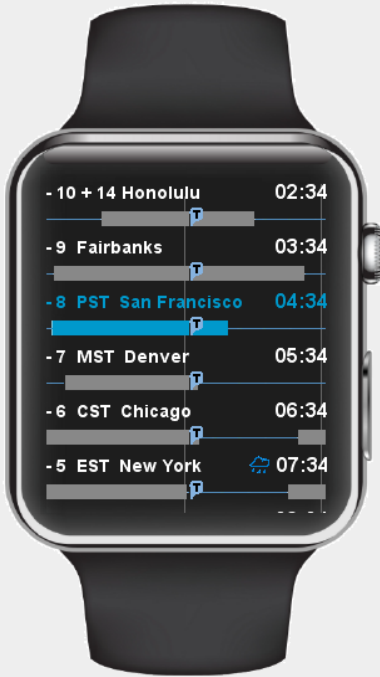 - 10 + 14 Honolulu 02:34
T
- 9 Fairbanks 03:34
T
- 8 PST San Francisco 04:34
T
- 7 MST Denver 05:34
T
- 6 CST Chicago 06:34
T
- 5 EST New York 07:34
T